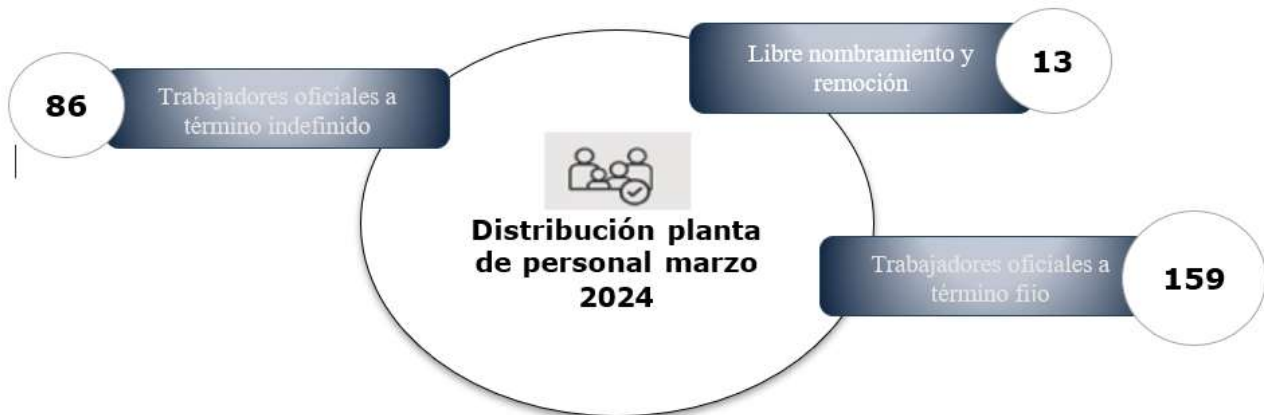 Libre nombramiento y
remoción
13
86
Trabajadores oficiales a
término indefinido
Distribución planta
de personal marzo
2024
Trabajadores oficiales a
término fijo
159